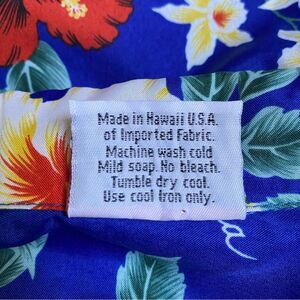 Made in Hawaii U.S.A.
of Imported Fabric.
Machine wash cold
Mild soap. No bleach.
Tumble dry cool.
Use cool iron only.